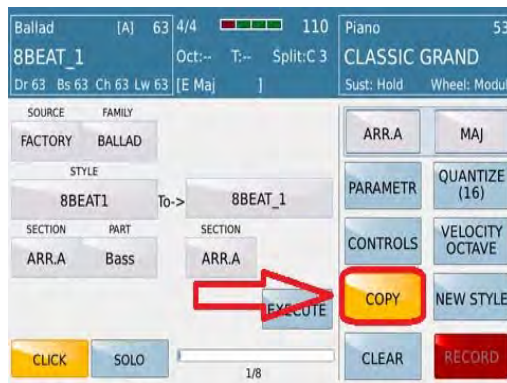 Ballad [A] 63
8BEAT_1
Dr 63 Bs 63 Ch 63 Lw 63
4/4 110
Oct:-- T:-- Split:C 3
[E Maj ]
Piano 53
CLASSIC GRAND
Sust: Hold Wheel: Modul
SOURCE FAMILY
FACTORY BALLAD
STYLE
8BEAT1 To-> 8BEAT_1
SECTION PART SECTION
ARR.A Bass ARR.A
EXECUTE
CLICK SOLO
1/8
ARR.A MAJ
PARAMETR QUANTIZE
(16)
CONTROLS VELOCITY
OCTAVE
COPY NEW STYLE
CLEAR RECORD